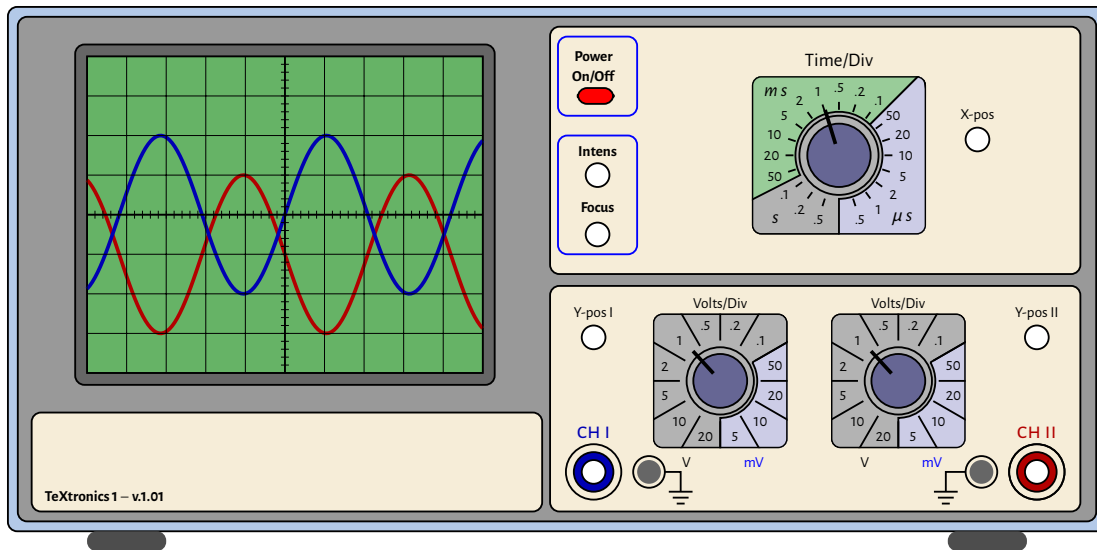 Power
On/Off
Intens
Focus
Time/Div
ms
50
20
10
5
2
1
.5
.2
.1
50
20
10
5
2
1
.5
μs
.5
.2
.1
s
X-pos
Y-pos I
Volts/Div
20
10
5
2
1
.5
.2
.1
50
20
10
5
V
mV
CH I
Volts/Div
20
10
5
2
1
.5
.2
.1
50
20
10
5
V
mV
Y-pos II
CH II
TeXtronics 1 – v.1.01